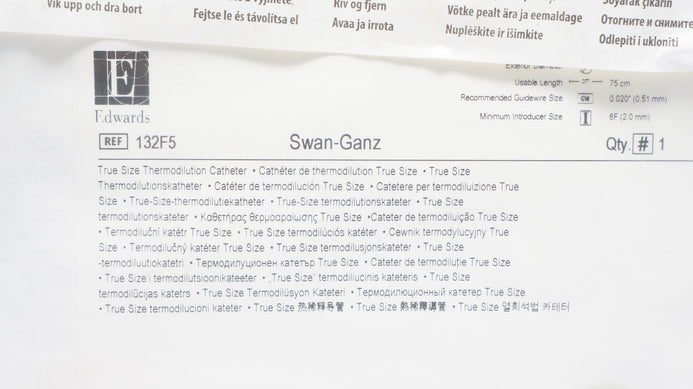 Vik upp och dra bort
Fejtse le és távolítsa el
Riv og fjern
Avaa ja irrota
Võtke pealt ära ja eemaldage
Nuplėškite ir išimkite
Soyarak çıkarın
Отогните и снимите
Odlepiti i ukloniti
E
Edwards
Exterior Diameter
Usable Length 75 cm
Recommended Guidewire Size GW 0.020" (0.51 mm)
Minimum Introducer Size 6F (2.0 mm)
REF 132F5 Swan-Ganz Qty. # 1
True Size Thermodilution Catheter • Cathéter de thermodilution True Size • True Size
Thermodilutionskatheter • Catéter de termodilución True Size • Catetere per termodiluizione True
Size • True-Size-thermodilutiekatheter • True-Size termodilutionskateter • True Size
termodilutionskateter • Καθετήρας θερμοαραίωσης True Size •Cateter de termodiluição True Size
• Termodiluční katétr True Size • True Size termodilúciós katéter • Cewnik termodylucyjny True
Size • Termodilučný katéter True Size • True Size termodilusjonskateter • True Size
-termodiluutiokatetri • Термодилуционен катетър True Size • Cateter de termodiluție True Size
• True Size'i termodilutsioonikateeter • „True Size" termodiliucinis kateteris • True Size
termodilūcijas katetrs • True Size Termodilüsyon Kateteri • Термодилюционный катетер True Size
• True Size termodilucioni kateter • True Size 热稀释导管 • True Size 熱稀釋導管 • True Size 열희석법 카테터